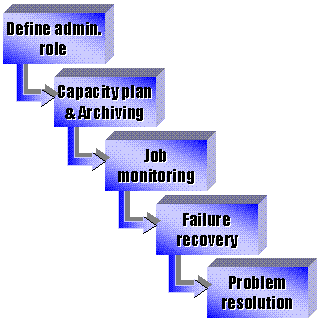 Define admin.
role
Capacity plan
& Archiving
Job
monitoring
Failure
recovery
Problem
resolution